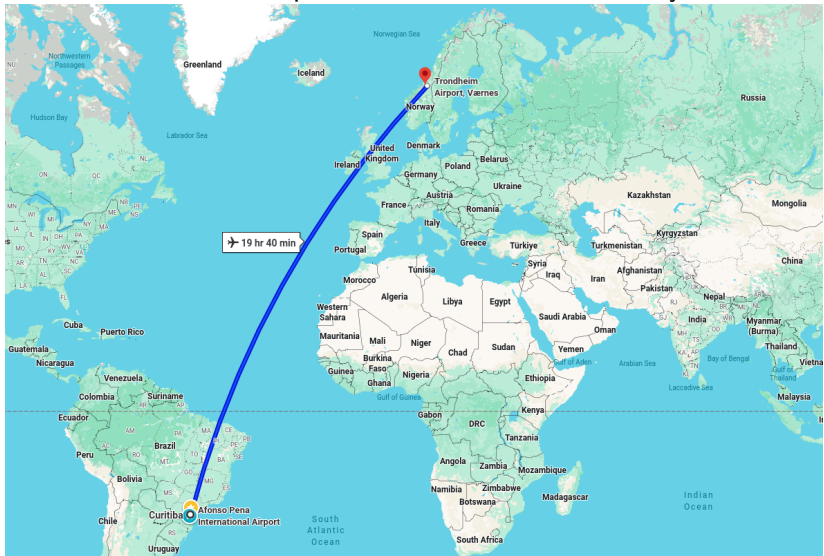 Norwegian Sea
Northwestern
Passages
Greenland
Iceland
Trondheim
Airport, Værnes
NU
Norway
Russia
Hudson Bay
Labrador Sea
United
Kingdom
Denmark
Ireland
NL
Poland
Belarus
Germany
ON
QC
Ukraine
Austria
Kazakhstan
France
Romania
Mongolia
19 hr 40 min
Italy
Spain
Kyrgyzstan
Portugal
Greece
Türkiye
Turkmenistan
China
Tunisia
Syria
Afghanistan
Morocco
Iraq
Iran
Pakistan
Algeria
Libya
Egypt
Nepal
Western
Sahara
Saudi Arabia
India
Myanmar
(Burma)
Cuba
Puerto Rico
Mauritania
Mali
Niger
Oman
Chad
Sudan
Yemen
Thailand
Guatemala
Burkina
Faso
Gulf of Aden
Arabian Sea
Bay of Bengal
Vietna
Nicaragua
Guinea
Nigeria
Gulf of
Thailand
Venezuela
Ghana
Ethiopia
Laccadive Sea
Colombia
Suriname
Gulf of Guinea
Malaysia
Kenya
Ecuador
Gabon
DRC
Brazil
Tanzania
Peru
Angola
Zambia
Mozambique
Bolivia
Zimbabwe
Namibia
Botswana
Madagascar
Indian
Ocean
Curitiba
Afonso Pena
International Airport
Chile
South
Atlantic
Ocean
South Africa
Uruguay